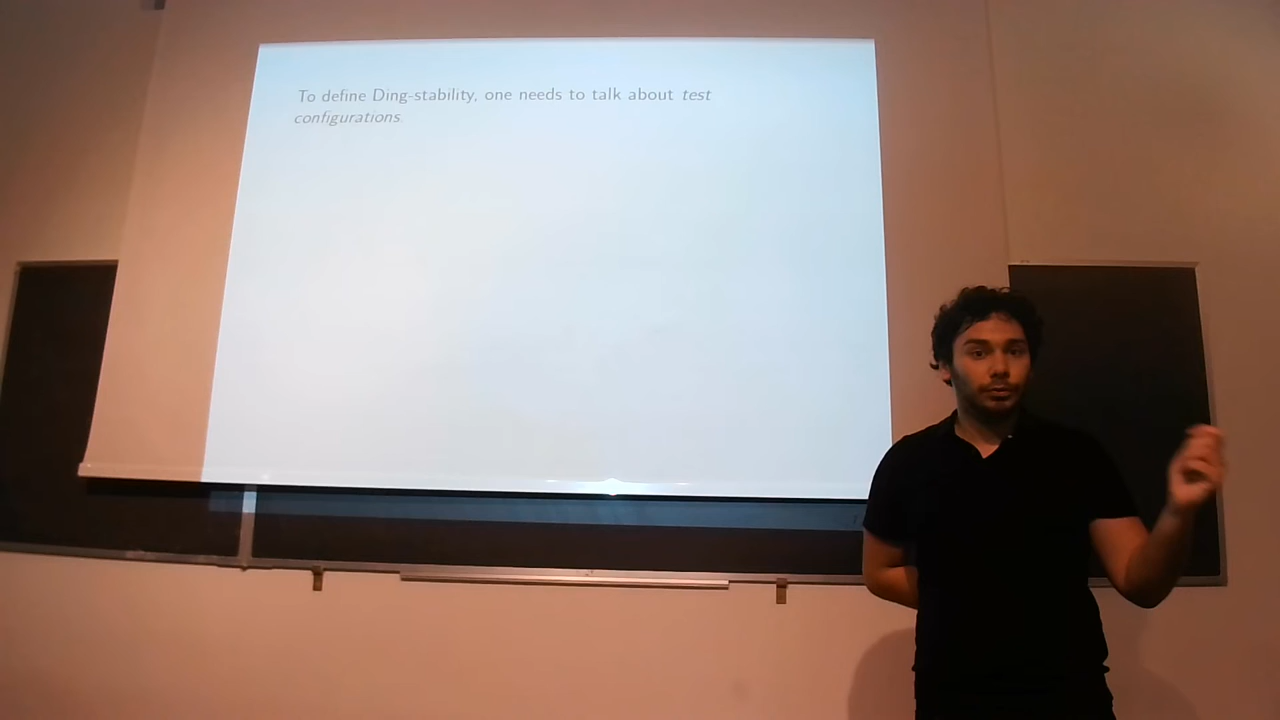 To define Ding-stability, one needs to talk about test
configurations.